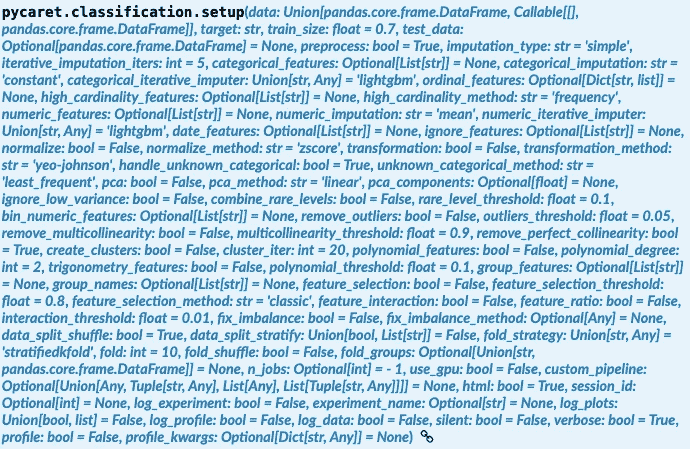 pycaret.classification.setup(data: Union[pandas.core.frame.DataFrame, Callable[[],
pandas.core.frame.DataFrame]], target: str, train_size: float = 0.7, test_data:
Optional[pandas.core.frame.DataFrame] = None, preprocess: bool = True, imputation_type: str = 'simple',
iterative_imputation_iters: int = 5, categorical_features: Optional[List[str]] = None, categorical_imputation: str =
'constant', categorical_iterative_imputer: Union[str, Any] = 'lightgbm', ordinal_features: Optional[Dict[str, list]] =
None, high_cardinality_features: Optional[List[str]] = None, high_cardinality_method: str = 'frequency',
numeric_features: Optional[List[str]] = None, numeric_imputation: str = 'mean', numeric_iterative_imputer:
Union[str, Any] = 'lightgbm', date_features: Optional[List[str]] = None, ignore_features: Optional[List[str]] = None,
normalize: bool = False, normalize_method: str = 'zscore', transformation: bool = False, transformation_method:
str = 'yeo-johnson', handle_unknown_categorical: bool = True, unknown_categorical_method: str =
'least_frequent', pca: bool = False, pca_method: str = 'linear', pca_components: Optional[float] = None,
ignore_low_variance: bool = False, combine_rare_levels: bool = False, rare_level_threshold: float = 0.1,
bin_numeric_features: Optional[List[str]] = None, remove_outliers: bool = False, outliers_threshold: float = 0.05,
remove_multicollinearity: bool = False, multicollinearity_threshold: float = 0.9, remove_perfect_collinearity: bool
= True, create_clusters: bool = False, cluster_iter: int = 20, polynomial_features: bool = False, polynomial_degree:
int = 2, trigonometry_features: bool = False, polynomial_threshold: float = 0.1, group_features: Optional[List[str]]
= None, group_names: Optional[List[str]] = None, feature_selection: bool = False, feature_selection_threshold:
float = 0.8, feature_selection_method: str = 'classic', feature_interaction: bool = False, feature_ratio: bool = False,
interaction_threshold: float = 0.01, fix_imbalance: bool = False, fix_imbalance_method: Optional[Any] = None,
data_split_shuffle: bool = True, data_split_stratify: Union[bool, List[str]] = False, fold_strategy: Union[str, Any] =
'stratifiedkfold', fold: int = 10, fold_shuffle: bool = False, fold_groups: Optional[Union[str,
pandas.core.frame.DataFrame]] = None, n_jobs: Optional[int] = - 1, use_gpu: bool = False, custom_pipeline:
Optional[Union[Any, Tuple[str, Any], List[Any], List[Tuple[str, Any]]]] = None, html: bool = True, session_id:
Optional[int] = None, log_experiment: bool = False, experiment_name: Optional[str] = None, log_plots:
Union[bool, list] = False, log_profile: bool = False, log_data: bool = False, silent: bool = False, verbose: bool = True,
profile: bool = False, profile_kwargs: Optional[Dict[str, Any]] = None)